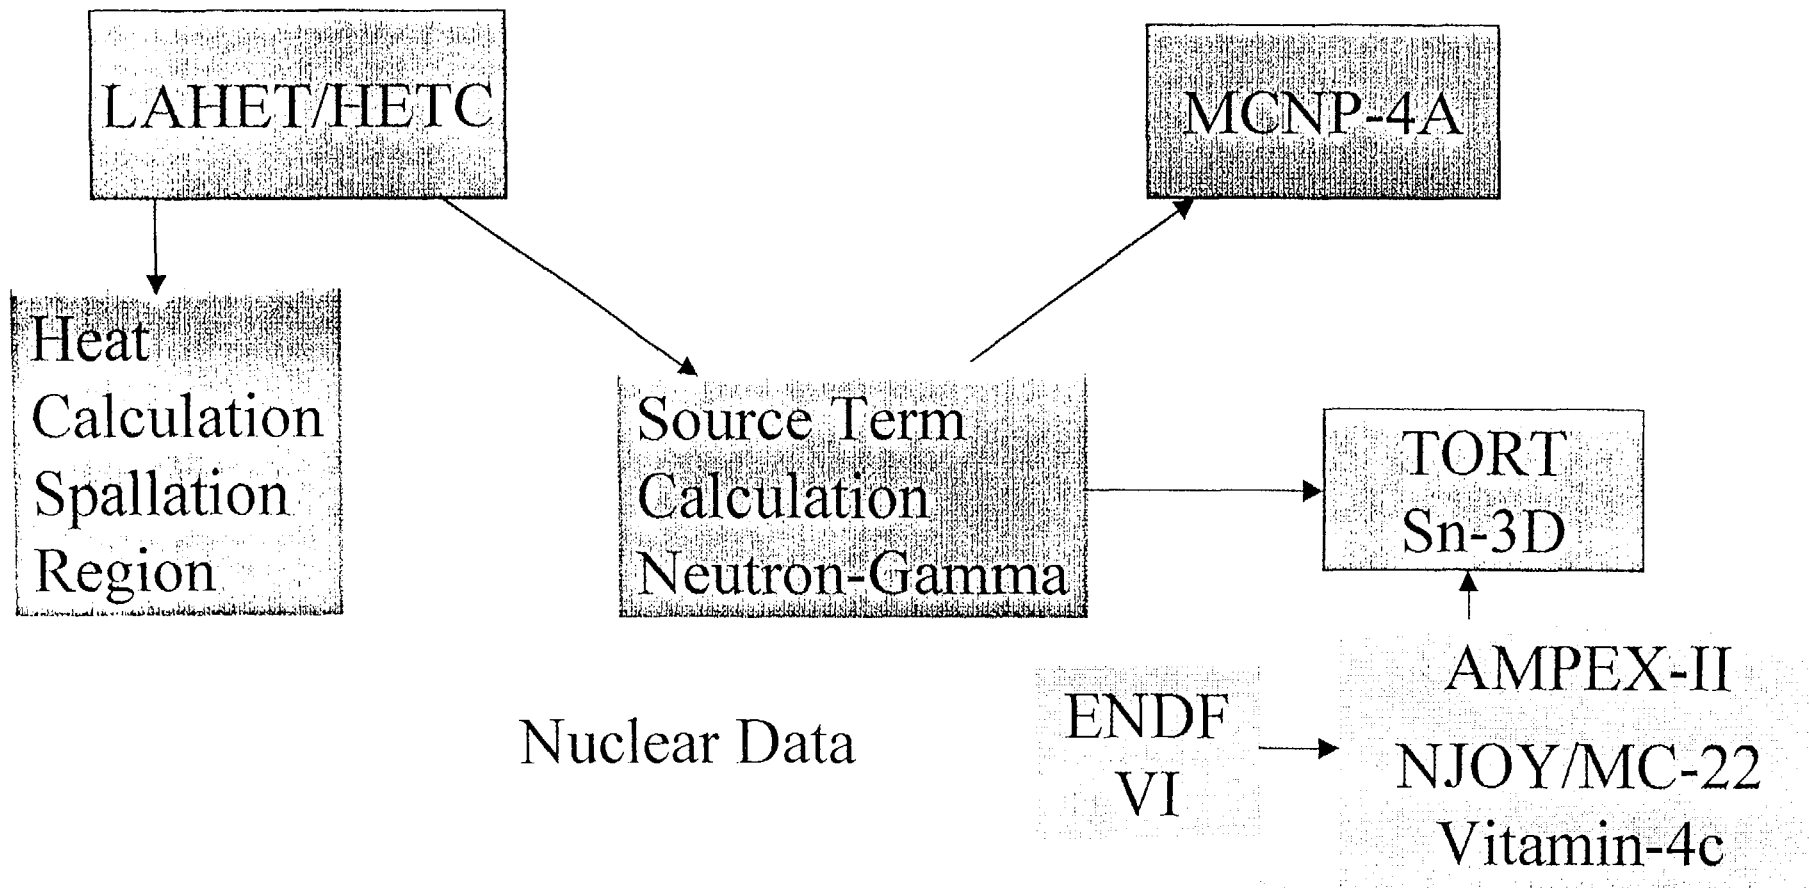 LAHET/HETC
MCNP-4A
Heat
Calculation
Spallation
Region
Source Term
Calculation
Neutron-Gamma
TORT
Sn-3D
Nuclear Data
ENDF
VI
AMPEX-II
NJOY/MC-22
Vitamin-4c